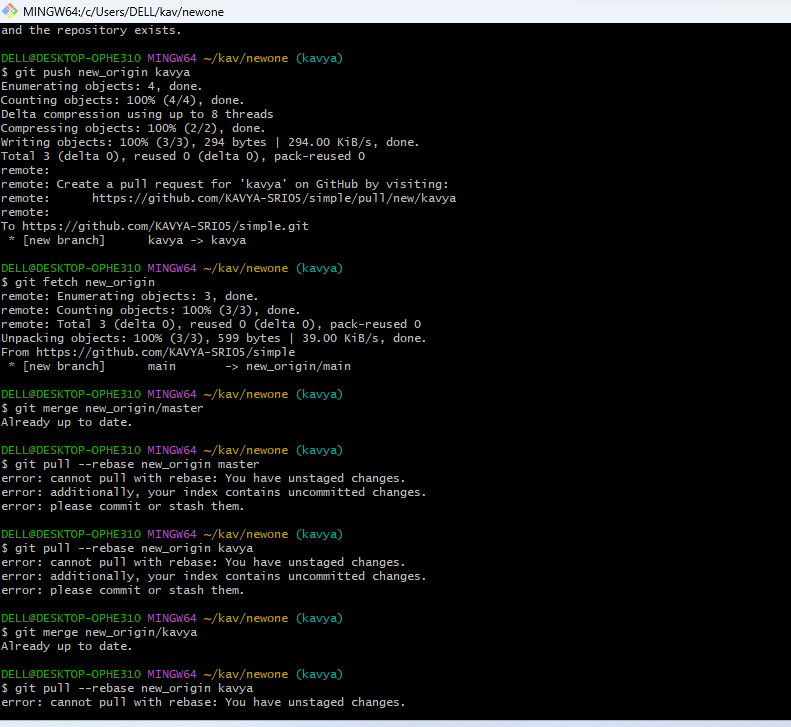 MINGW64:/c/Users/DELL/kav/newone
and the repository exists.
DELL@DESKTOP-OPHE310 MINGW64 ~/kav/newone (kavya)
$ git push new_origin kavya
Enumerating objects: 4, done.
Counting objects: 100% (4/4), done.
Delta compression using up to 8 threads
Compressing objects: 100% (2/2), done.
Writing objects: 100% (3/3), 294 bytes | 294.00 KiB/s, done.
Total 3 (delta 0), reused 0 (delta 0), pack-reused 0
remote:
remote: Create a pull request for 'kavya' on GitHub by visiting:
remote:      https://github.com/KAVYA-SRI05/simple/pull/new/kavya
remote:
To https://github.com/KAVYA-SRI05/simple.git
 * [new branch]      kavya -> kavya
DELL@DESKTOP-OPHE310 MINGW64 ~/kav/newone (kavya)
$ git fetch new_origin
remote: Enumerating objects: 3, done.
remote: Counting objects: 100% (3/3), done.
remote: Total 3 (delta 0), reused 0 (delta 0), pack-reused 0
Unpacking objects: 100% (3/3), 599 bytes | 39.00 KiB/s, done.
From https://github.com/KAVYA-SRI05/simple
 * [new branch]      main       -> new_origin/main
DELL@DESKTOP-OPHE310 MINGW64 ~/kav/newone (kavya)
$ git merge new_origin/master
Already up to date.
DELL@DESKTOP-OPHE310 MINGW64 ~/kav/newone (kavya)
$ git pull --rebase new_origin master
error: cannot pull with rebase: You have unstaged changes.
error: additionally, your index contains uncommitted changes.
error: please commit or stash them.
DELL@DESKTOP-OPHE310 MINGW64 ~/kav/newone (kavya)
$ git pull --rebase new_origin kavya
error: cannot pull with rebase: You have unstaged changes.
error: additionally, your index contains uncommitted changes.
error: please commit or stash them.
DELL@DESKTOP-OPHE310 MINGW64 ~/kav/newone (kavya)
$ git merge new_origin/kavya
Already up to date.
DELL@DESKTOP-OPHE310 MINGW64 ~/kav/newone (kavya)
$ git pull --rebase new_origin kavya
error: cannot pull with rebase: You have unstaged changes.